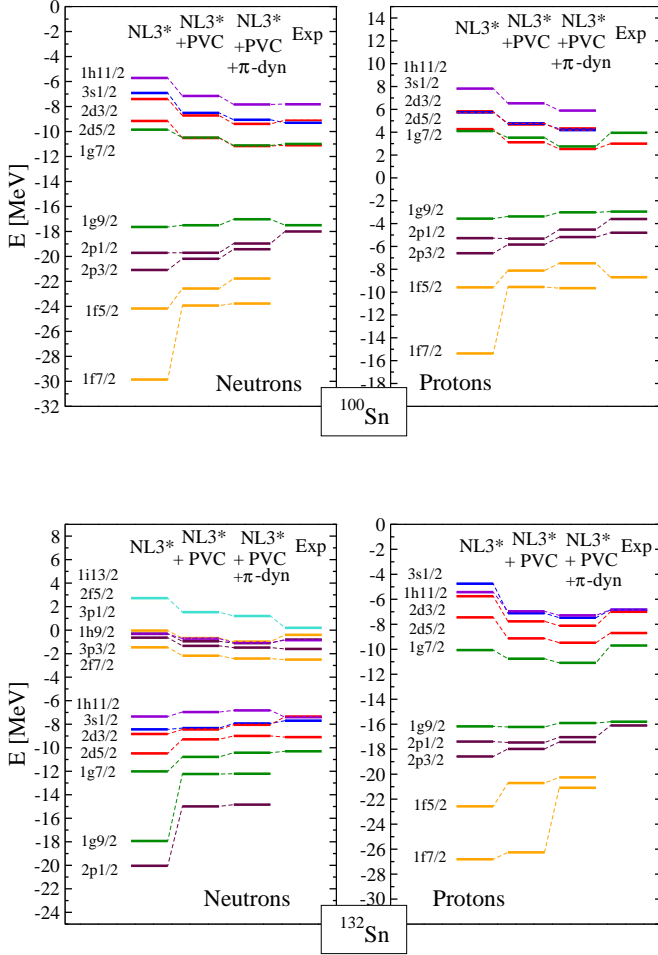 NL3*
NL3*
+PVC
NL3*
+ PVC
+π-dyn
Exp
1h11/2
3s1/2
2d3/2
2d5/2
1g7/2
1g9/2
2p1/2
2p3/2
1f5/2
1f7/2
E [MeV]
-4
-6
-8
-10
-12
-14
-16
-18
-20
-22
-24
-26
-28
-30
-32
Neutrons
NL3*
NL3*
+PVC
NL3*
+PVC
+π-dyn
Exp
1h11/2
3s1/2
2d3/2
2d5/2
1g7/2
1g9/2
2p1/2
2p3/2
1f5/2
1f7/2
14
12
10
8
6
4
2
0
-2
-4
-6
-8
-10
-12
-14
-16
-18
Protons
100Sn
NL3*
NL3*
+ PVC
NL3*
+ PVC
+π-dyn
Exp
1i13/2
2f5/2
3p1/2
1h9/2
3p3/2
2f7/2
1h11/2
3s1/2
2d3/2
2d5/2
1g7/2
1g9/2
2p1/2
E [MeV]
8
6
4
2
0
-2
-4
-6
-8
-10
-12
-14
-16
-18
-20
-22
-24
Neutrons
NL3*
NL3*
+ PVC
NL3*
+ PVC
+π-dyn
Exp
3s1/2
1h11/2
2d3/2
2d5/2
1g7/2
1g9/2
2p1/2
2p3/2
1f5/2
1f7/2
0
-2
-4
-6
-8
-10
-12
-14
-16
-18
-20
-22
-24
-26
-28
-30
Protons
132Sn